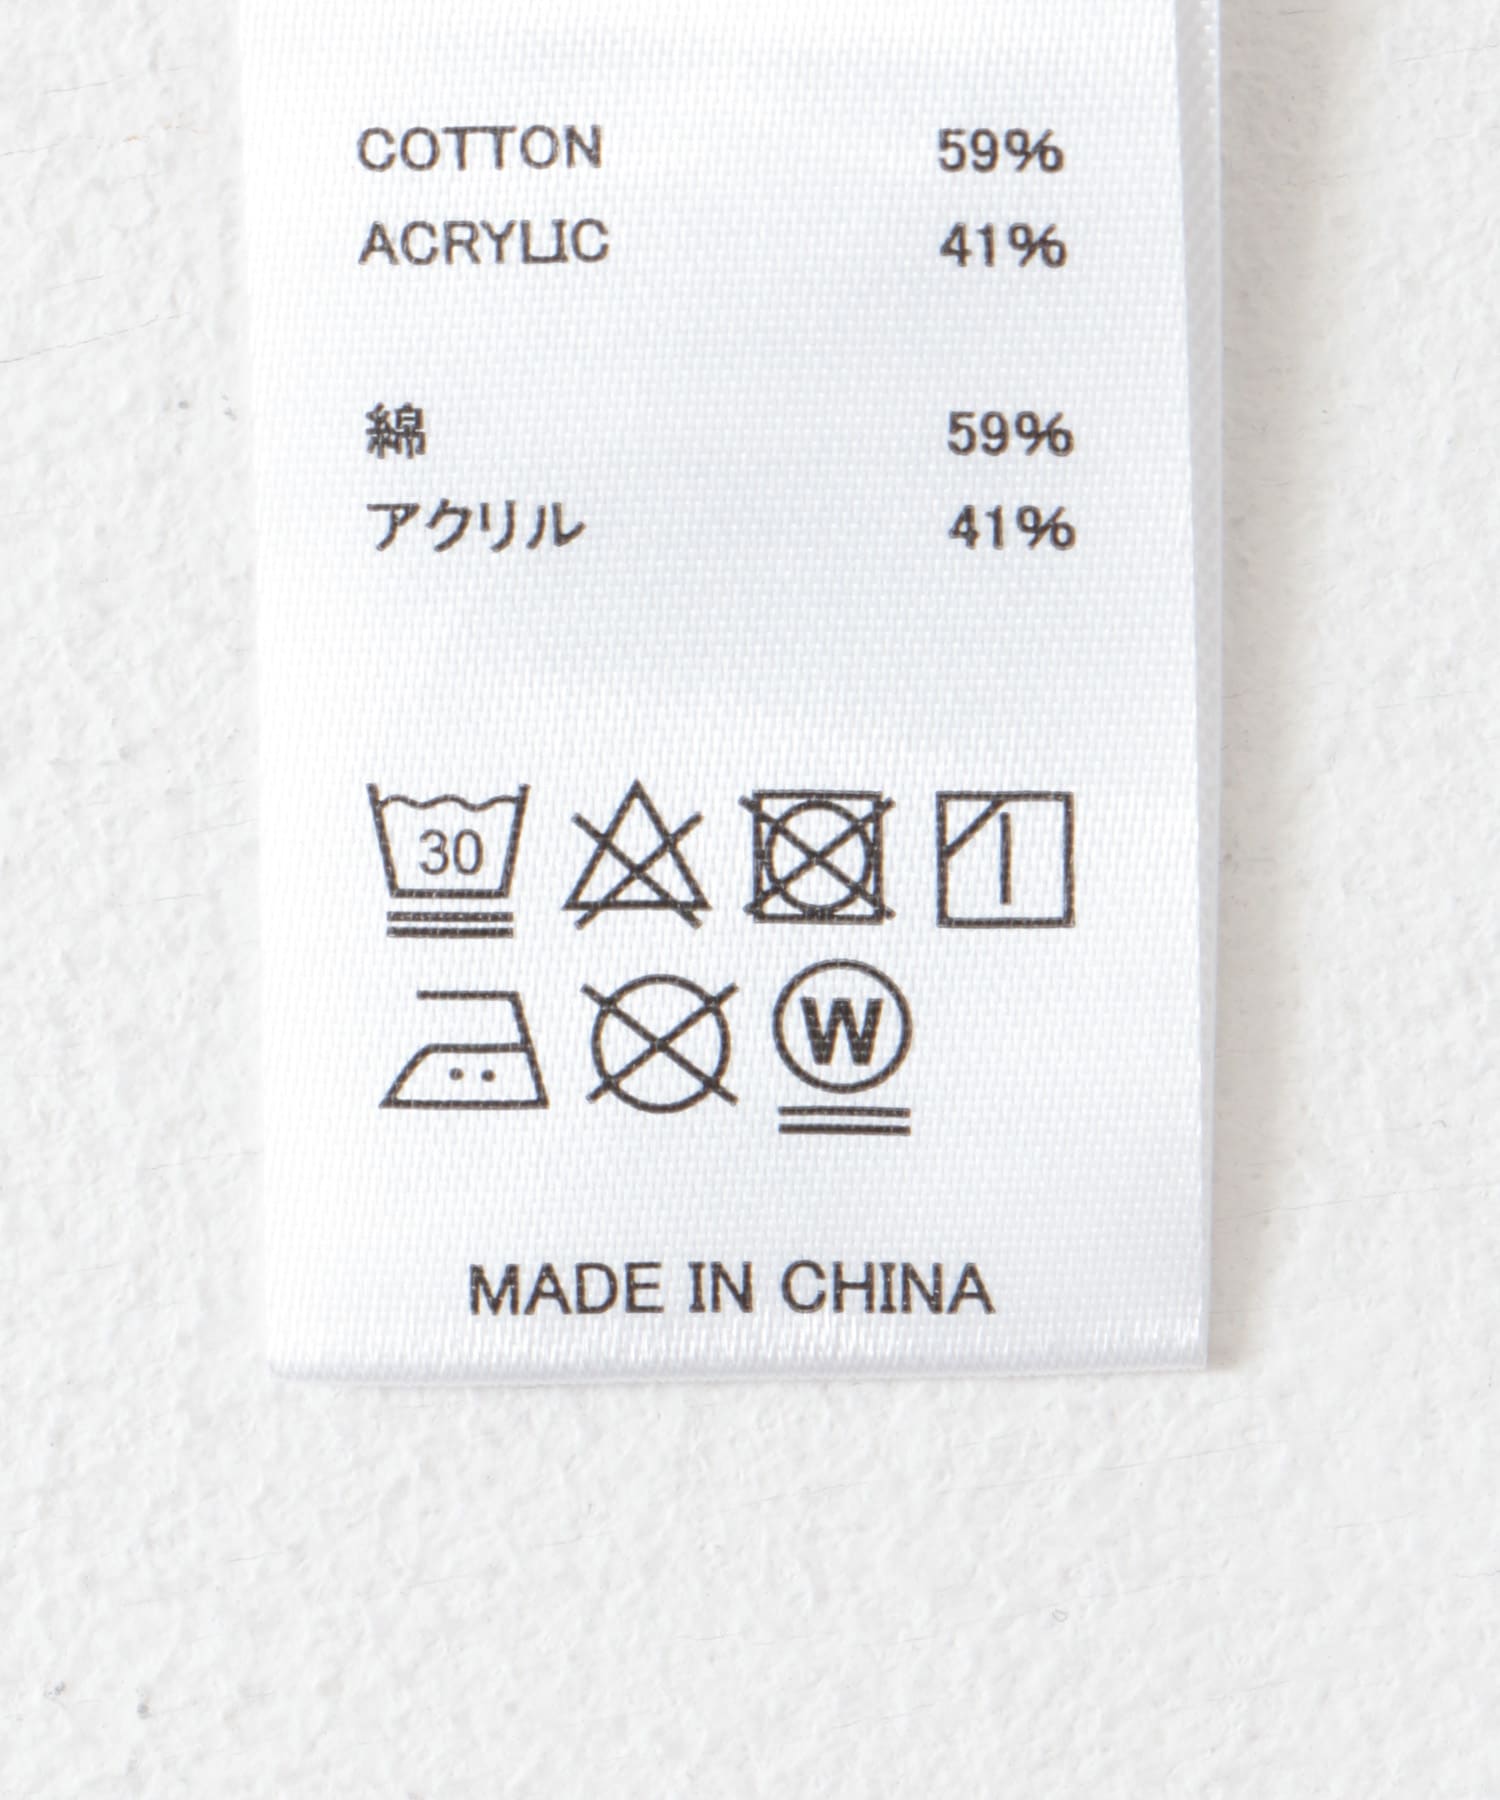 COTTON 59%
ACRYLIC 41%
綿 59%
アクリル 41%
30
W
MADE IN CHINA